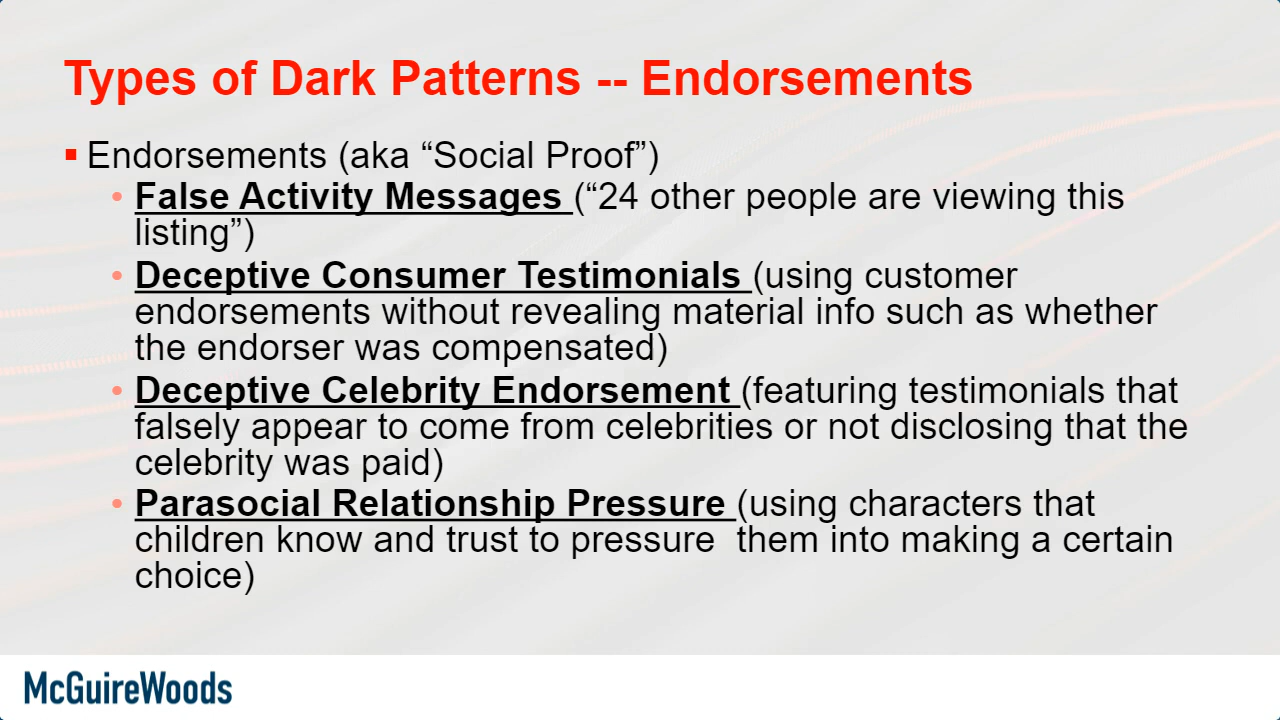 Types of Dark Patterns -- Endorsements
Endorsements (aka “Social Proof”)
False Activity Messages (“24 other people are viewing this
listing”)
Deceptive Consumer Testimonials (using customer
endorsements without revealing material info such as whether
the endorser was compensated)
Deceptive Celebrity Endorsement (featuring testimonials that
falsely appear to come from celebrities or not disclosing that the
celebrity was paid)
Parasocial Relationship Pressure (using characters that
children know and trust to pressure  them into making a certain
choice)
McGuireWoods